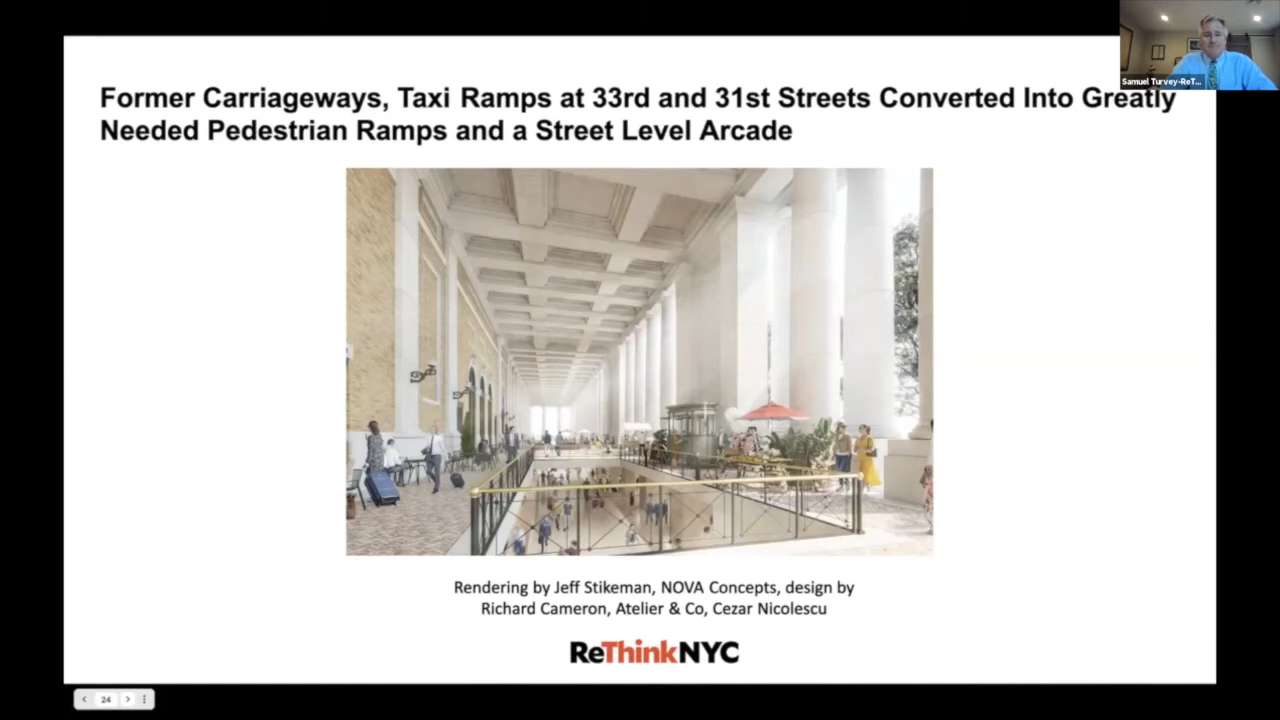 Samuel Turvey-ReT...
Former Carriageways, Taxi Ramps at 33rd and 31st Streets Converted Into Greatly
Needed Pedestrian Ramps and a Street Level Arcade
Rendering by Jeff Stikeman, NOVA Concepts, design by
Richard Cameron, Atelier & Co, Cezar Nicolescu
ReThinkNYC
24